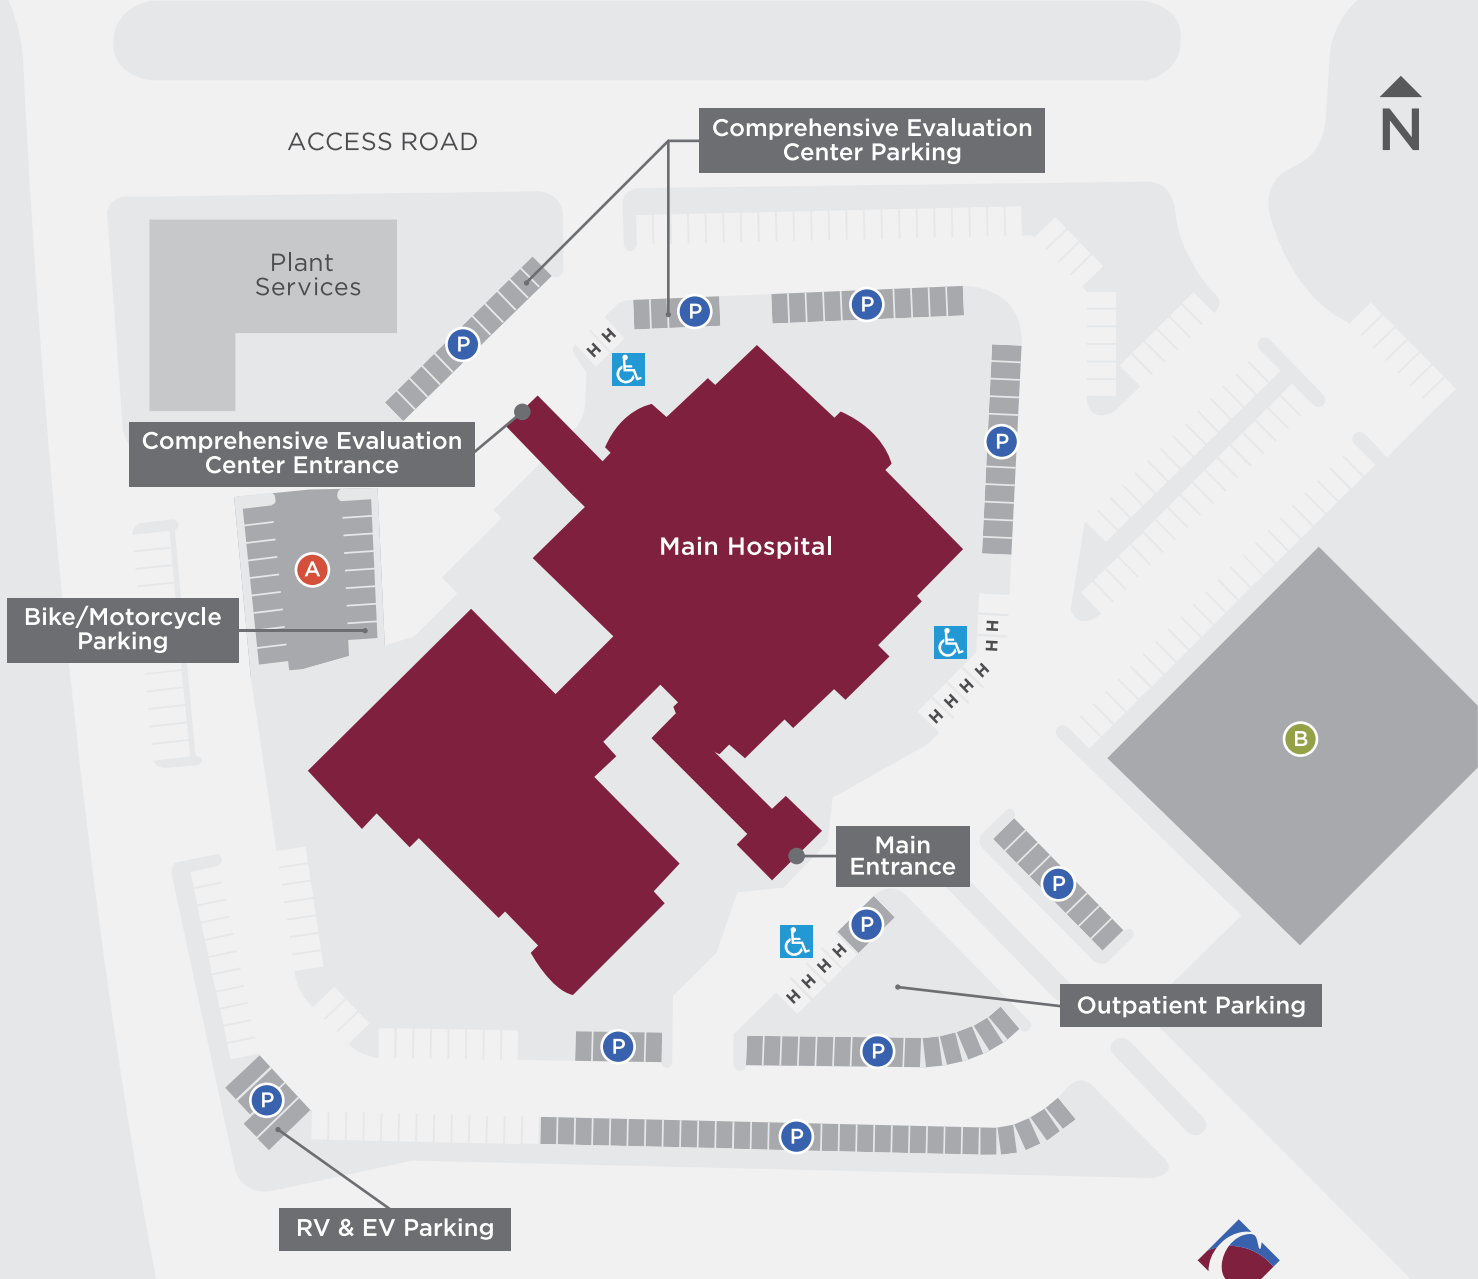 Comprehensive Evaluation
Center Parking
N
ACCESS ROAD
Plant
Services
P
P
P
P
H
H
Comprehensive Evaluation
Center Entrance
Main Hospital
A
Bike/Motorcycle
Parking
H
H
H
H
H
H
B
Main
Entrance
P
P
H
H
H
H
Outpatient Parking
P
P
P
P
RV & EV Parking